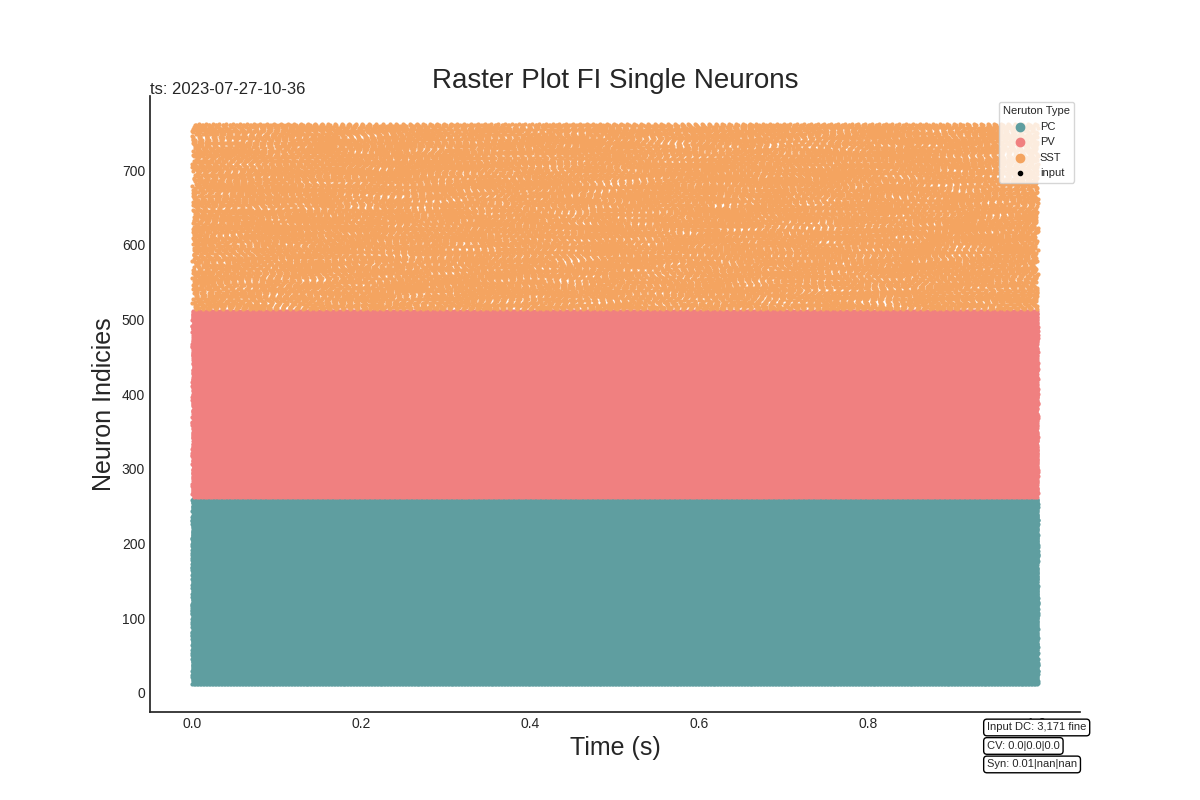 Raster Plot FI Single Neurons
ts: 2023-07-27-10-36
Neruton Type
PC
PV
SST
input
Neuron Indicies
700
600
500
400
300
200
100
0
0.0 0.2 0.4 0.6 0.8
Time (s)
Input DC: 3,171 fine
CV: 0.0|0.0|0.0
Syn: 0.01|nan|nan